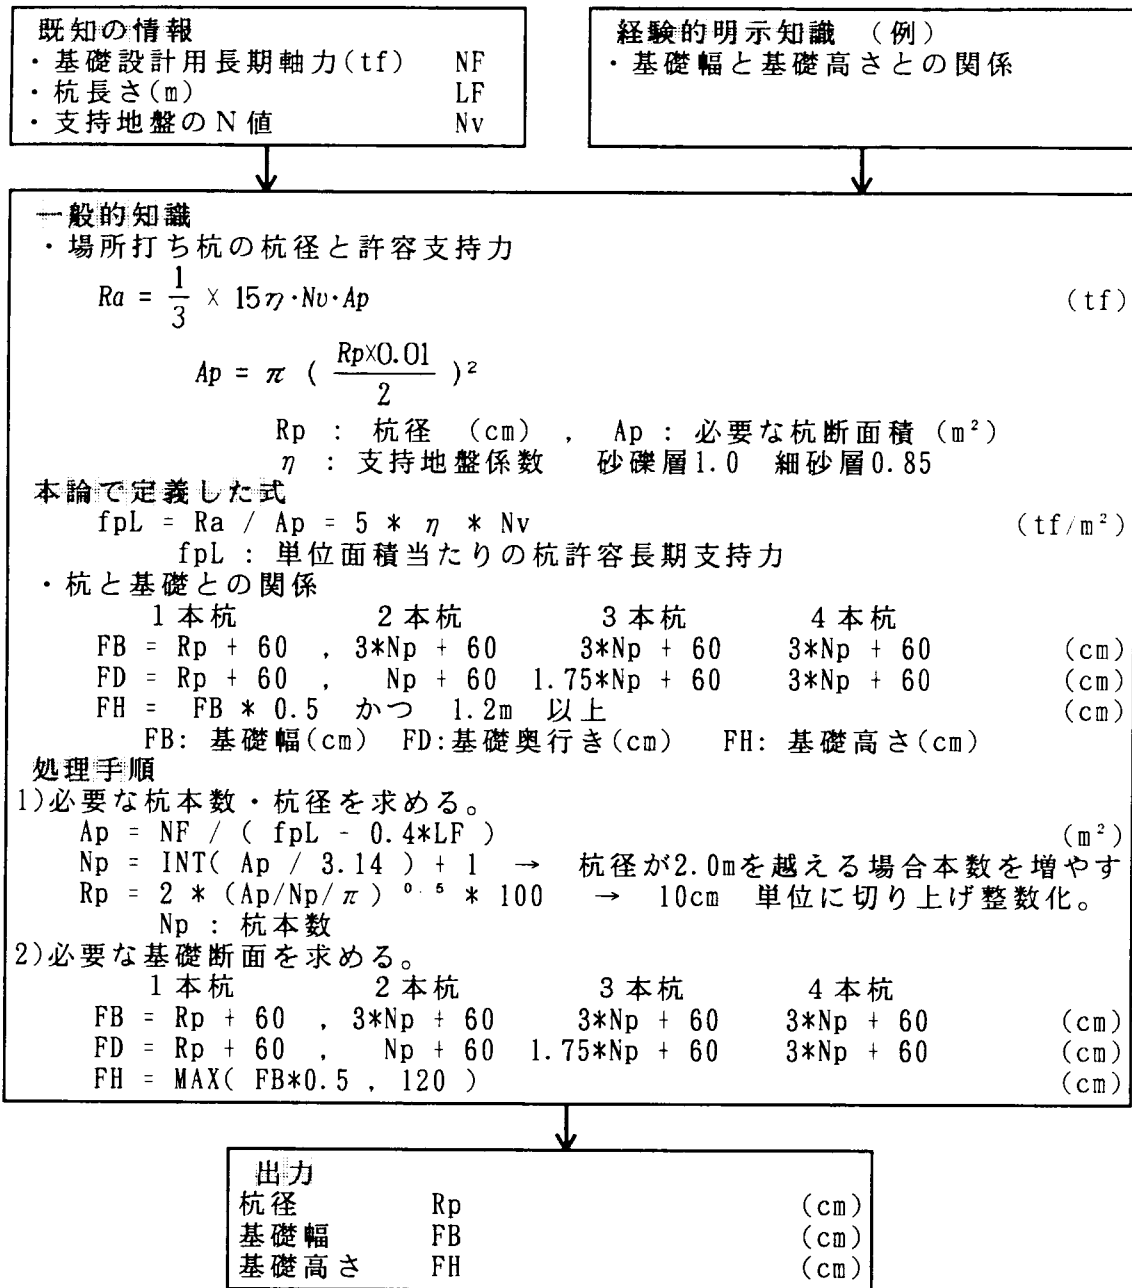 既知の情報
・基礎設計用長期軸力(tf) NF
・杭長さ(m) LF
・支持地盤のN値 Nv
経験的明示知識 (例)
・基礎幅と基礎高さとの関係
一般的知識
・場所打ち杭の杭径と許容支持力
Ra = 1/3 × 15η・Nv・Ap (tf)
Ap = π ( Rp×0.01 / 2 )²
Rp : 杭径 (cm) , Ap : 必要な杭断面積 (m²)
η : 支持地盤係数 砂礫層1.0 細砂層0.85
本論で定義した式
fpL = Ra / Ap = 5 * η * Nv (tf/m²)
fpL : 単位面積当たりの杭許容長期支持力
・杭と基礎との関係
1本杭 2本杭 3本杭 4本杭
FB = Rp + 60 , 3*Np + 60 3*Np + 60 3*Np + 60 (cm)
FD = Rp + 60 , Np + 60 1.75*Np + 60 3*Np + 60 (cm)
FH = FB * 0.5 かつ 1.2m 以上 (cm)
FB: 基礎幅(cm) FD:基礎奥行き(cm) FH: 基礎高さ(cm)
処理手順
1)必要な杭本数・杭径を求める。
Ap = NF / ( fpL - 0.4*LF ) (m²)
Np = INT( Ap / 3.14 ) + 1 → 杭径が2.0mを越える場合本数を増やす
Rp = 2 * (Ap/Np/π) ⁰·⁵ * 100 → 10cm 単位に切り上げ整数化。
Np : 杭本数
2)必要な基礎断面を求める。
1本杭 2本杭 3本杭 4本杭
FB = Rp + 60 , 3*Np + 60 3*Np + 60 3*Np + 60 (cm)
FD = Rp + 60 , Np + 60 1.75*Np + 60 3*Np + 60 (cm)
FH = MAX( FB*0.5 , 120 ) (cm)
出力
杭径 Rp (cm)
基礎幅 FB (cm)
基礎高さ FH (cm)